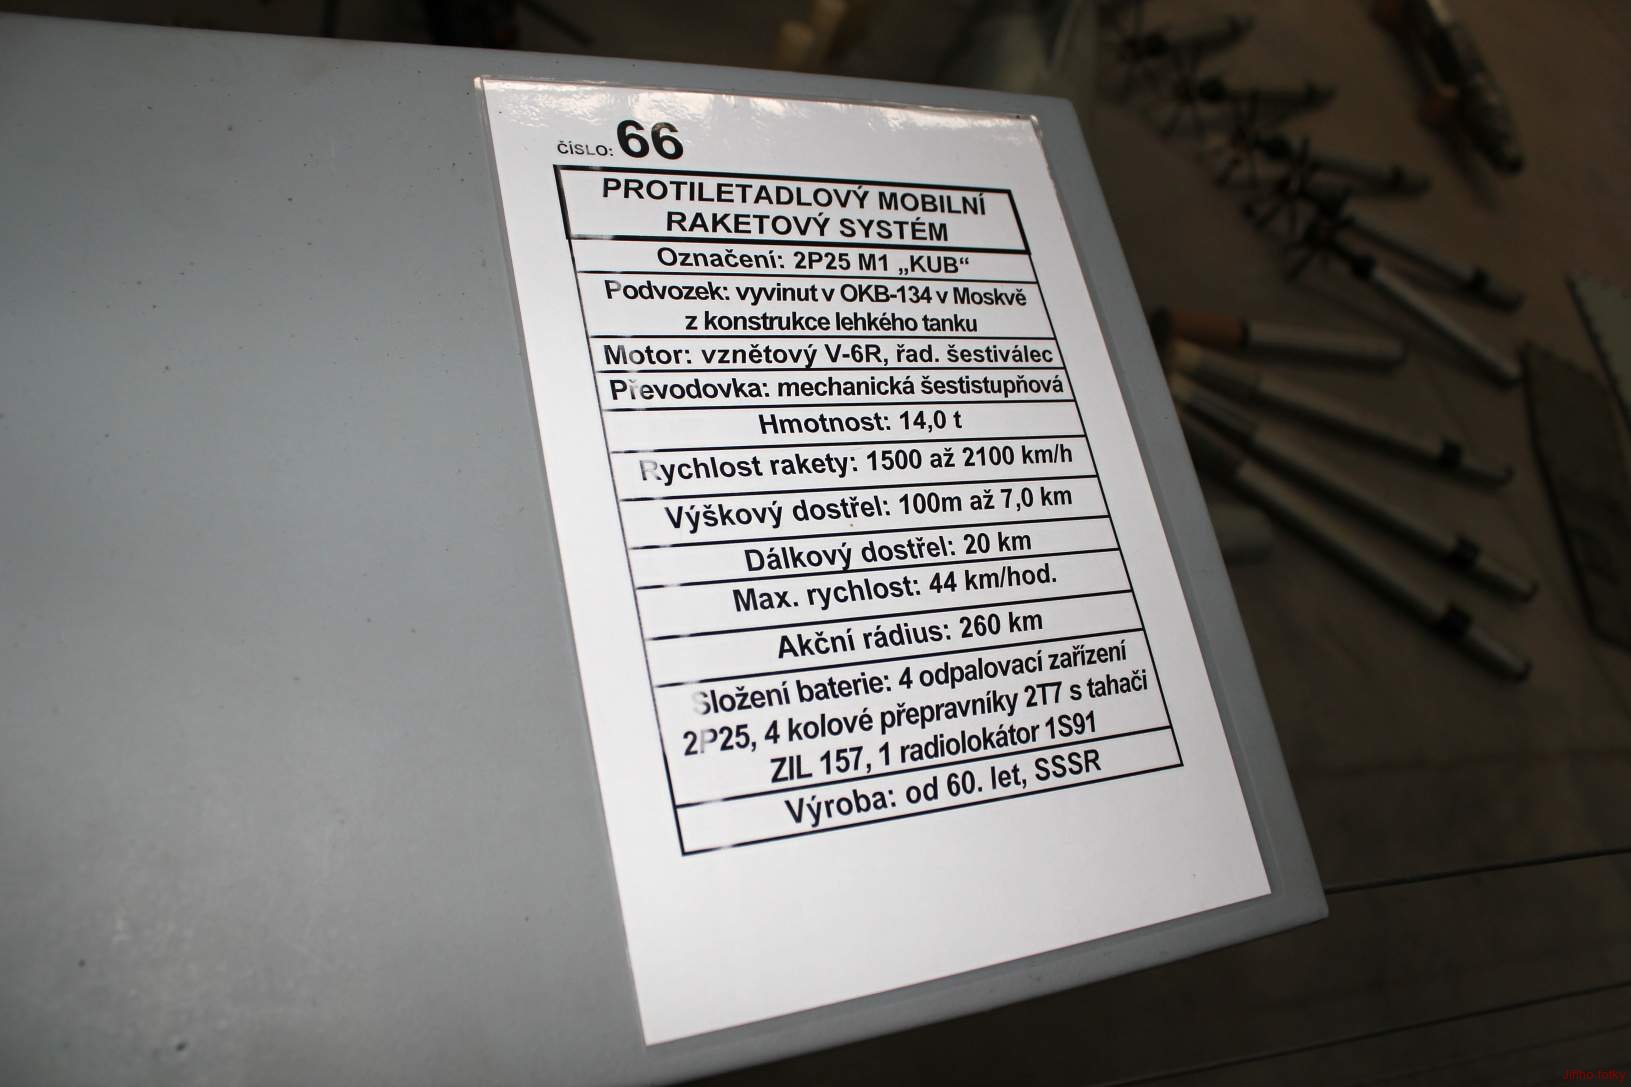 ČÍSLO: 66
PROTILETADLOVÝ MOBILNÍ
RAKETOVÝ SYSTÉM
Označení: 2P25 M1 „KUB“
Podvozek: vyvinut v OKB-134 v Moskvě
z konstrukce lehkého tanku
Motor: vznětový V-6R, řad. šestiválec
Převodovka: mechanická šestistupňová
Hmotnost: 14,0 t
Rychlost rakety: 1500 až 2100 km/h
Výškový dostřel: 100m až 7,0 km
Dálkový dostřel: 20 km
Max. rychlost: 44 km/hod.
Akční rádius: 260 km
Složení baterie: 4 odpalovací zařízení
2P25, 4 kolové přepravníky 2T7 s tahači
ZIL 157, 1 radiolokátor 1S91
Výroba: od 60. let, SSSR
Jiřího fotky